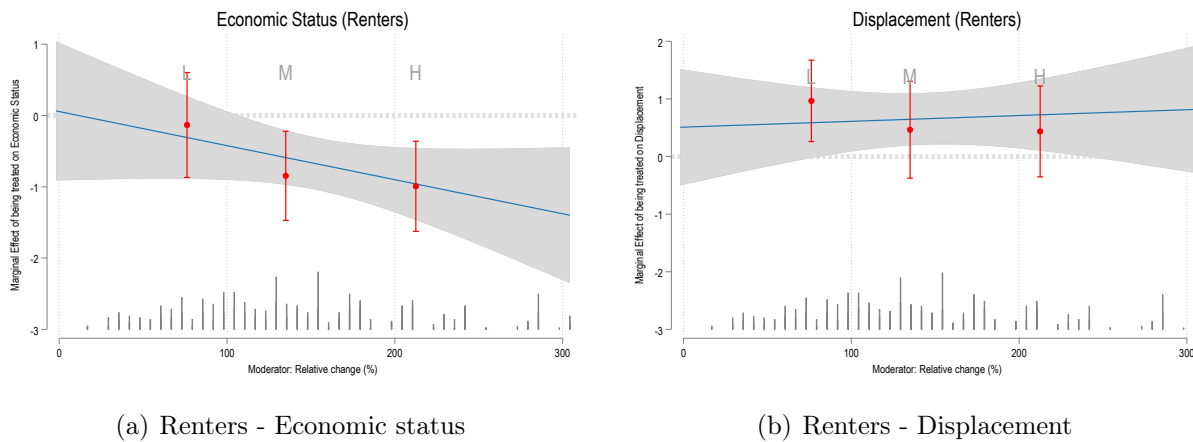 Economic Status (Renters)
Marginal Effect of being treated on Economic Status
1
0
-1
-2
-3
L
M
H
0
100
200
300
Moderator: Relative change (%)
(a) Renters - Economic status
Displacement (Renters)
Marginal Effect of being treated on Displacement
2
1
0
-1
-2
-3
L
M
H
0
100
200
300
Moderator: Relative change (%)
(b) Renters - Displacement